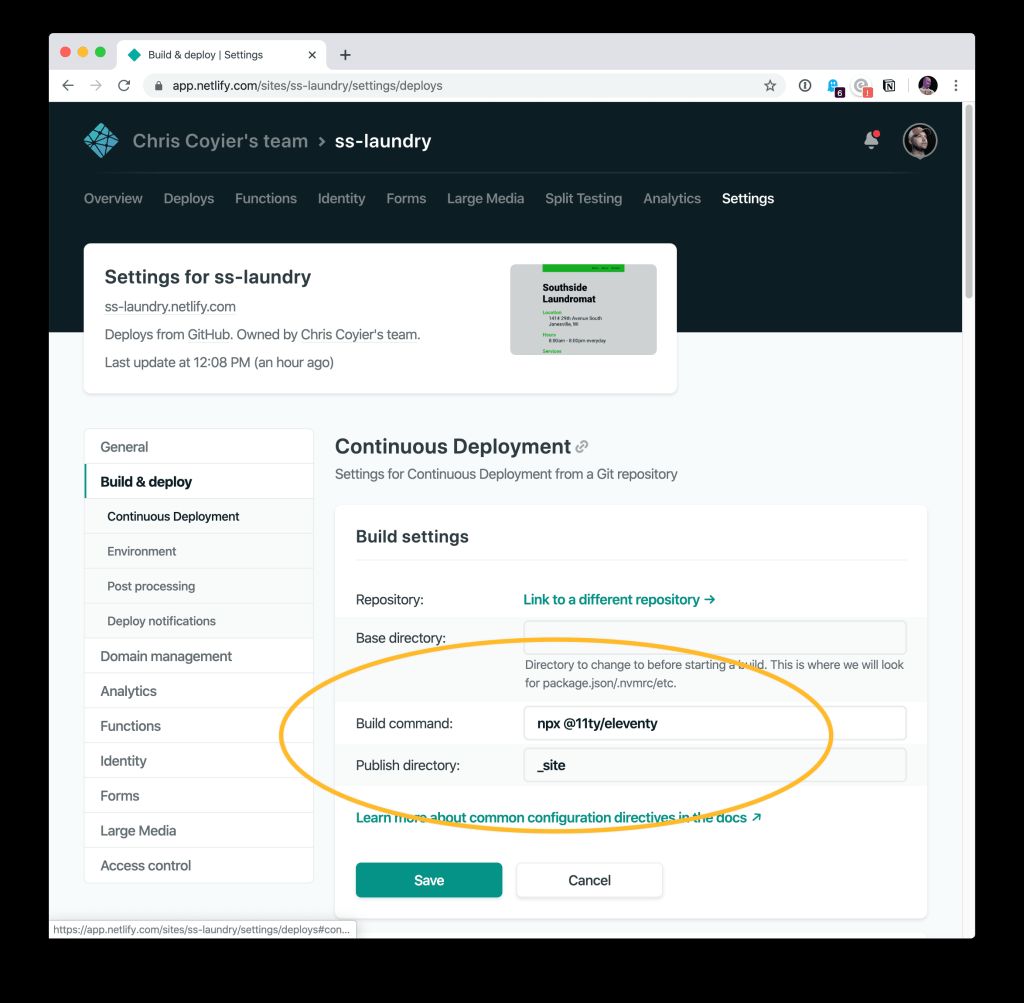 Build & deploy | Settings
app.netlify.com/sites/ss-laundry/settings/deploys
6
!
Chris Coyier's team > ss-laundry
Overview Deploys Functions Identity Forms Large Media Split Testing Analytics Settings
Settings for ss-laundry
ss-laundry.netlify.com
Deploys from GitHub. Owned by Chris Coyier's team.
Last update at 12:08 PM (an hour ago)
Southside
Laundromat
Location
1414 29th Avenue South
Janesville, WI
Hours
8:00am - 8:00pm everyday
Services
General
Build & deploy
Continuous Deployment
Environment
Post processing
Deploy notifications
Domain management
Analytics
Functions
Identity
Forms
Large Media
Access control
Continuous Deployment
Settings for Continuous Deployment from a Git repository
Build settings
Repository: Link to a different repository →
Base directory:
Directory to change to before starting a build. This is where we will look
for package.json/.nvmrc/etc.
Build command: npx @11ty/eleventy
Publish directory: _site
Learn more about common configuration directives in the docs ↗
Save Cancel
https://app.netlify.com/sites/ss-laundry/settings/deploys#con...